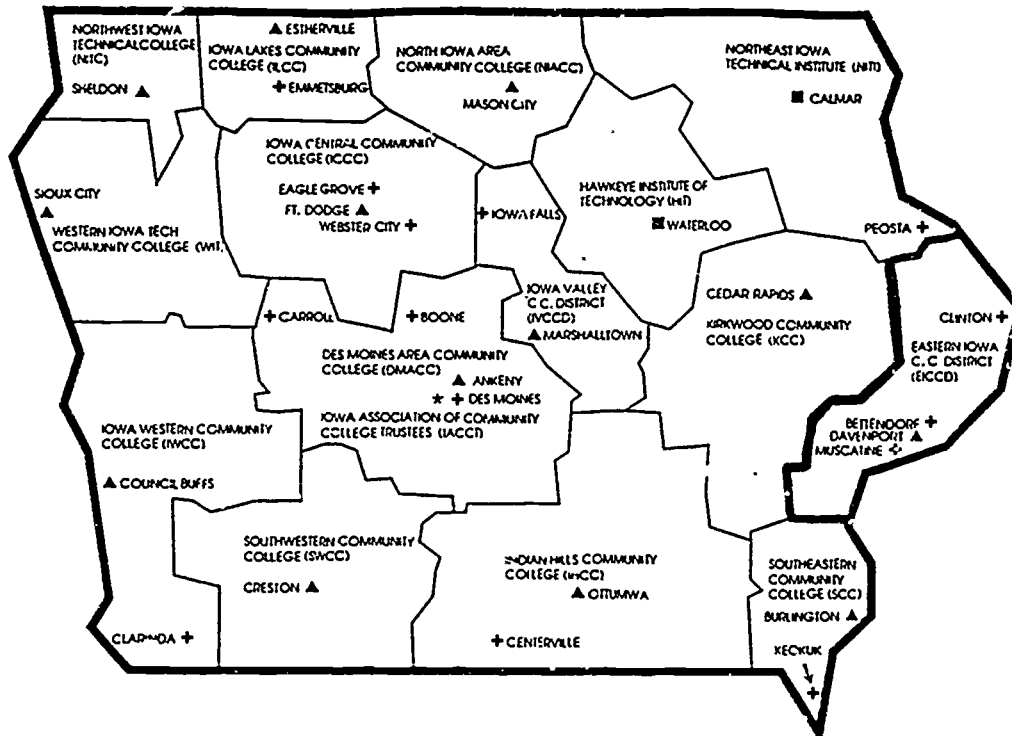 NORTHWEST IOWA
TECHNICAL COLLEGE
(NITC)
SHELDON
ESTHERVILLE
IOWA LAKES COMMUNITY
COLLEGE (ILCC)
EMMETSBURG
NORTH IOWA AREA
COMMUNITY COLLEGE (NIACC)
MASON CITY
NORTHEAST IOWA
TECHNICAL INSTITUTE (NITI)
CALMAR
IOWA CENTRAL COMMUNITY
COLLEGE (ICCC)
EAGLE GROVE
FT. DODGE
WEBSTER CITY
IOWA FALLS
HAWKEYE INSTITUTE OF
TECHNOLOGY (HIT)
WATERLOO
PEOSTA
SIOUX CITY
WESTERN IOWA TECH
COMMUNITY COLLEGE (WIT)
CARROLL
BOONE
IOWA VALLEY
C.C. DISTRICT
(IVCCD)
MARSHALLTOWN
CEDAR RAPIDS
KIRKWOOD COMMUNITY
COLLEGE (KCC)
CLINTON
EASTERN IOWA
C.C. DISTRICT
(EICCD)
DES MOINES AREA COMMUNITY
COLLEGE (DMACC)
ANKENY
* DES MOINES
IOWA ASSOCIATION OF COMMUNITY
COLLEGE TRUSTEES (IACCT)
BETTENDORF
DAVENPORT
MUSCATINE
IOWA WESTERN COMMUNITY
COLLEGE (IWCC)
COUNCIL BUFFS
SOUTHWESTERN COMMUNITY
COLLEGE (SWCC)
CRESTON
INDIAN HILLS COMMUNITY
COLLEGE (IHCC)
OTTUMWA
CENTERVILLE
SOUTHEASTERN
COMMUNITY
COLLEGE (SCC)
BURLINGTON
KEOKUK
CLARINDA